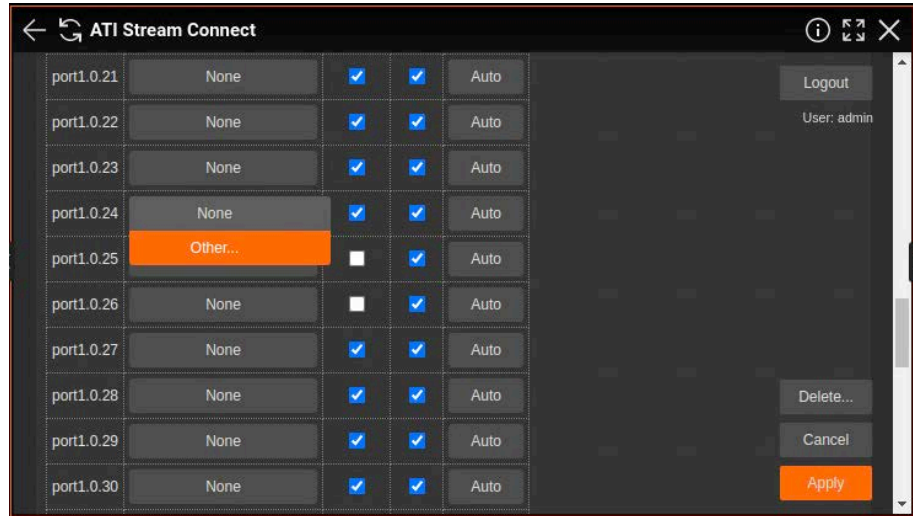 ATI Stream Connect
port1.0.21 None Auto
Logout
port1.0.22 None Auto
User: admin
port1.0.23 None Auto
port1.0.24 None Auto
Other...
port1.0.25 Auto
port1.0.26 None Auto
port1.0.27 None Auto
port1.0.28 None Auto
Delete...
port1.0.29 None Auto
Cancel
port1.0.30 None Auto
Apply